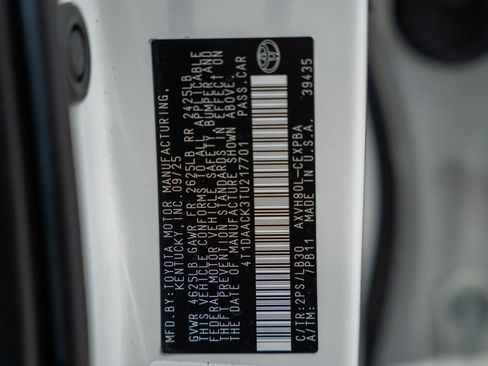 MFD. BY: TOYOTA MOTOR MANUFACTURING,
KENTUCKY, INC. 09/25
GVWR 4625LB GAWR FR 2625LB RR 2425LB
THIS VEHICLE CONFORMS TO ALL APPLICABLE
FEDERAL MOTOR VEHICLE SAFETY, BUMPER AND
THEFT PREVENTION STANDARDS IN EFFECT ON
THE DATE OF MANUFACTURE SHOWN ABOVE.
4T1DAACK3TU217701 PASS.CAR
C/TR:2PS/LB30 AXVH80L-CEXPBA
A/TM: 7PB11 MADE IN U.S.A. 39435